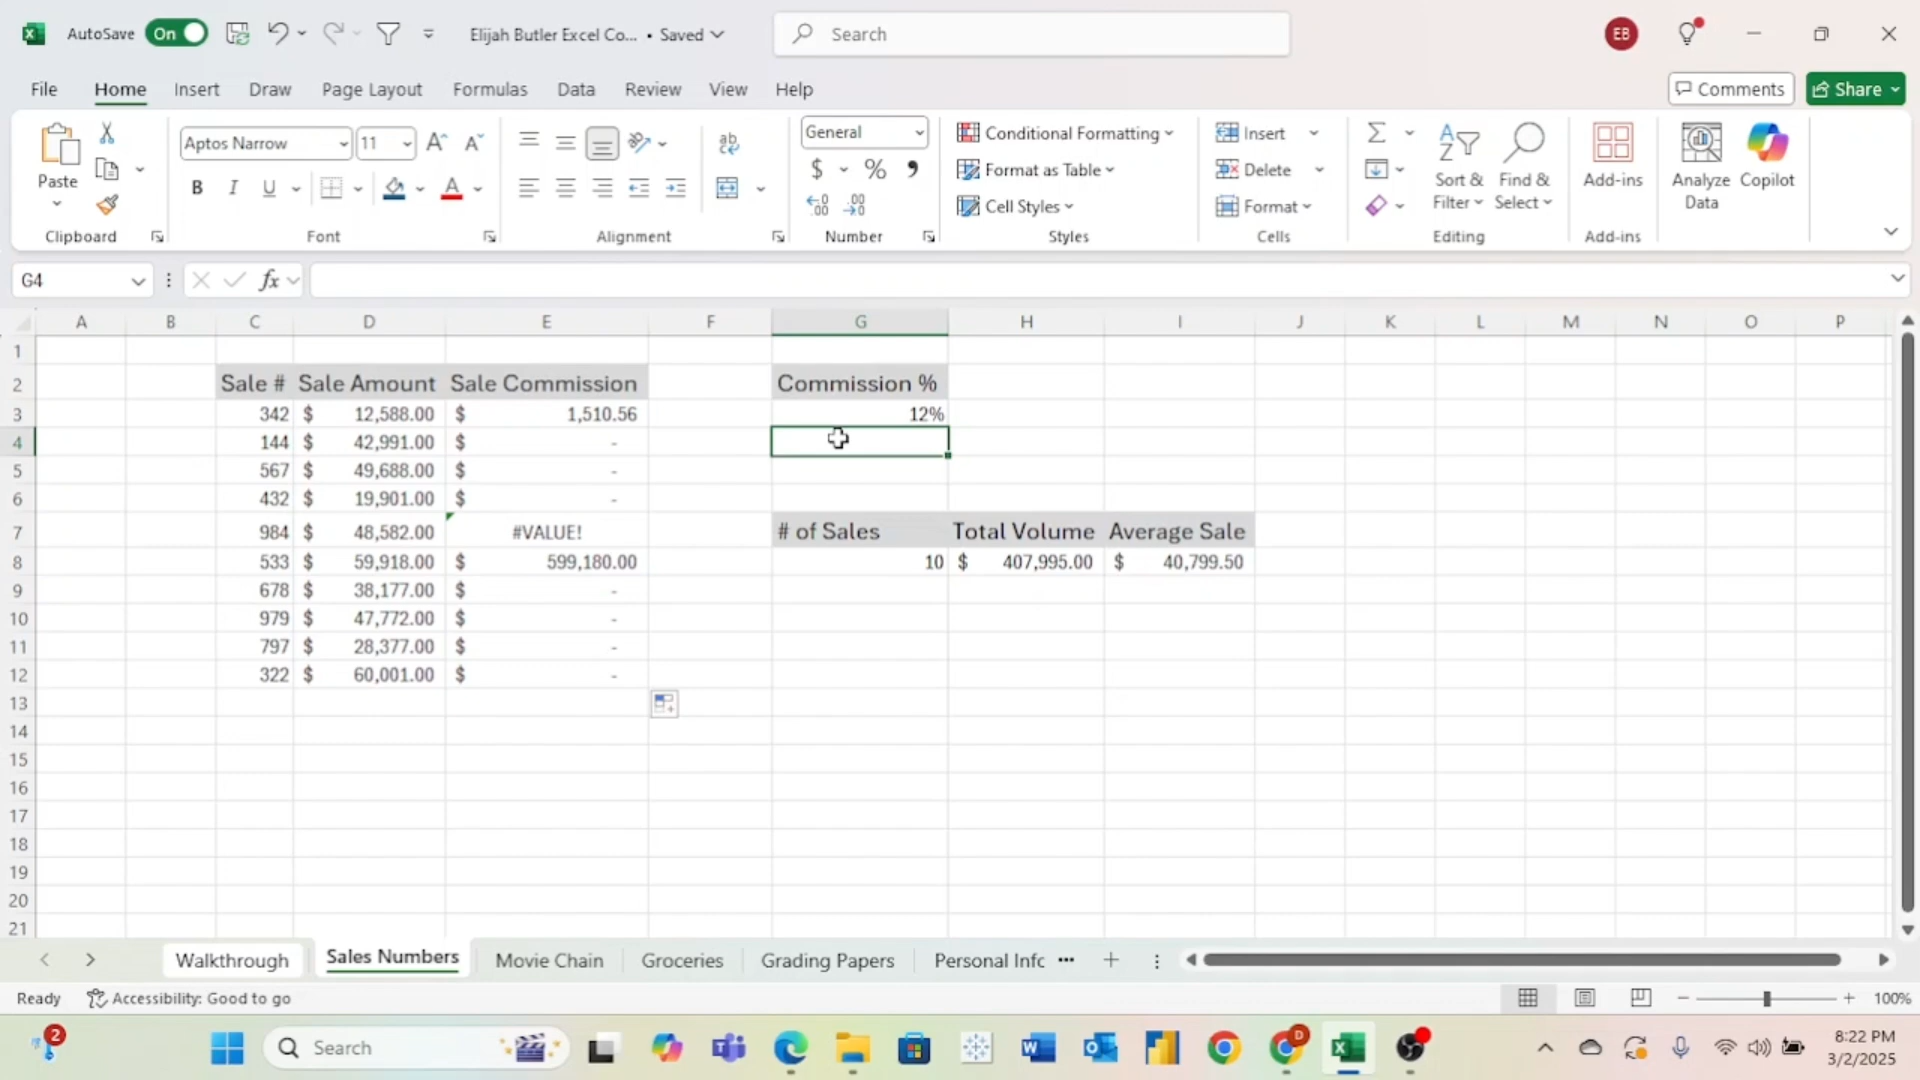 AutoSave On Elijah Butler Excel Co... • Saved Search EB
File Home Insert Draw Page Layout Formulas Data Review View Help Comments Share
Paste Aptos Narrow 11 A A ab General Conditional Formatting Insert Sort & Filter Find & Select Add-ins Analyze Data Copilot
B I U A $ % 9 Format as Table Delete
.00 .00 Cell Styles Format
Clipboard Font Alignment Number Styles Cells Editing Add-ins
G4 fx
A B C D E F G H I J K L M N O P
1
2 Sale # Sale Amount Sale Commission Commission %
3 342 $ 12,588.00 $ 1,510.56 12%
4 144 $ 42,991.00 $ -
5 567 $ 49,688.00 $ -
6 432 $ 19,901.00 $ -
7 984 $ 48,582.00 #VALUE! # of Sales Total Volume Average Sale
8 533 $ 59,918.00 $ 599,180.00 10 $ 407,995.00 $ 40,799.50
9 678 $ 38,177.00 $ -
10 979 $ 47,772.00 $ -
11 797 $ 28,377.00 $ -
12 322 $ 60,001.00 $ -
13
14
15
16
17
18
19
20
21
Walkthrough Sales Numbers Movie Chain Groceries Grading Papers Personal Info ...
Ready Accessibility: Good to go 100%
2 Search 8:22 PM
3/2/2025